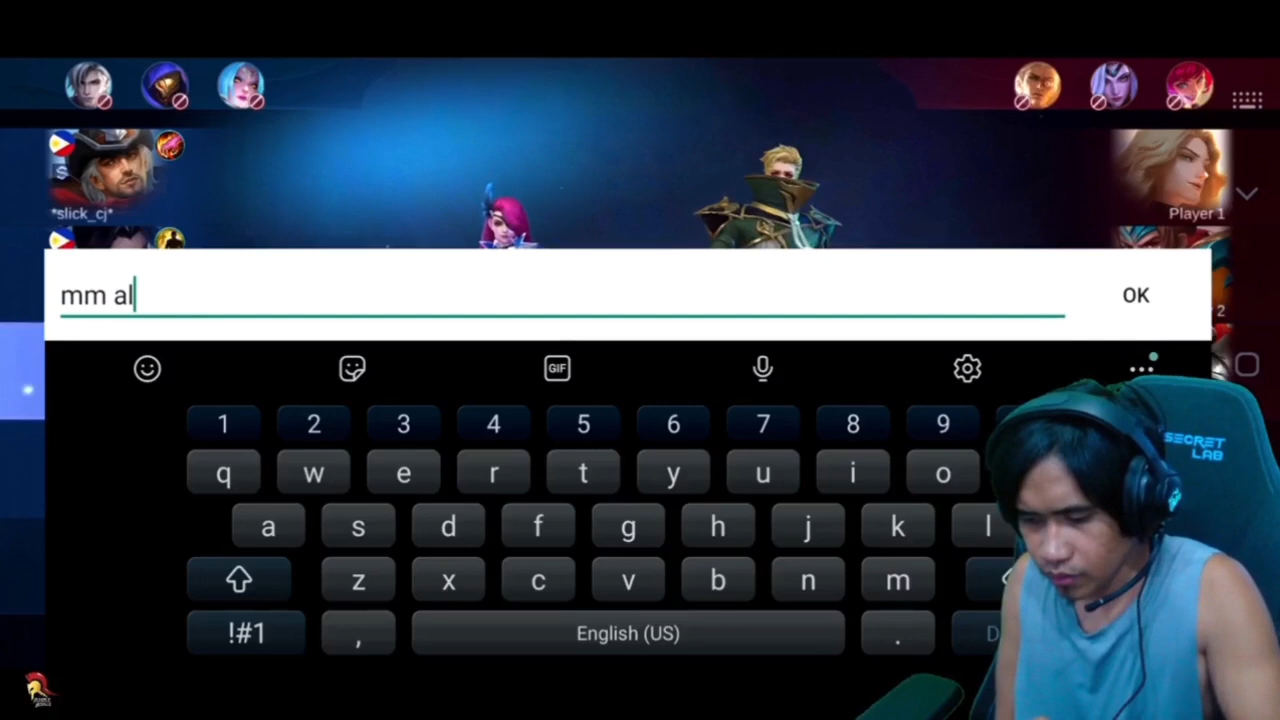 *slick_cj*
Player 1
2
mm al
OK
GIF
1 2 3 4 5 6 7 8 9
q w e r t y u i o
a s d f g h j k l
z x c v b n m
!#1 , English (US) . D
SECRET
LAB